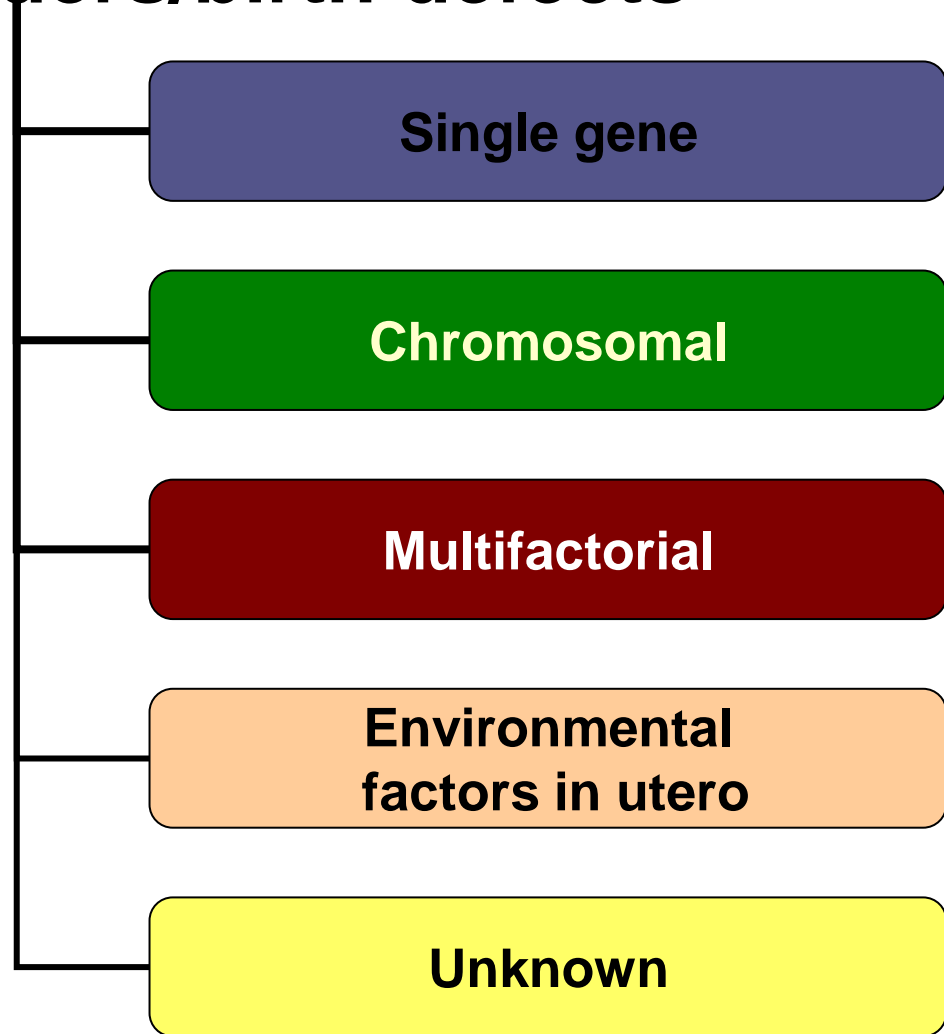 Single gene
Chromosomal
Multifactorial
Environmental
factors in utero
Unknown